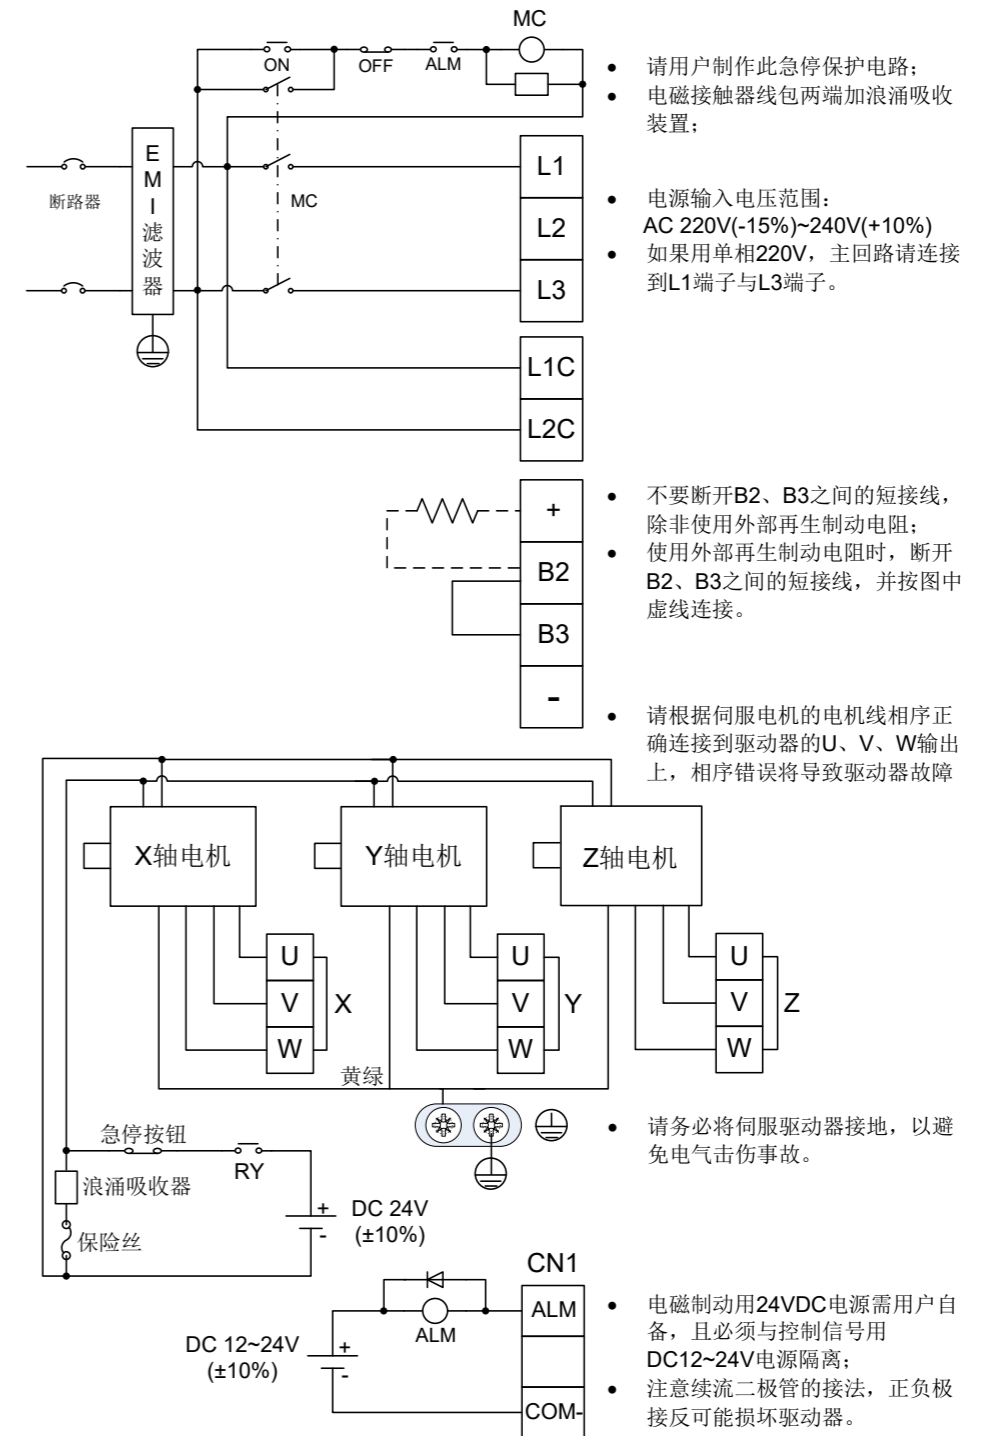 MC
ON
OFF
ALM
● 请用户制作此急停保护电路；
● 电磁接触器线包两端加浪涌吸收
装置；
E
M
I
滤
波
器
断路器
MC
L1
L2
L3
L1C
L2C
● 电源输入电压范围：
AC 220V(-15%)~240V(+10%)
● 如果用单相220V，主回路请连接
到L1端子与L3端子。
+
B2
B3
-
● 不要断开B2、B3之间的短接线，
除非使用外部再生制动电阻；
● 使用外部再生制动电阻时，断开
B2、B3之间的短接线，并按图中
虚线连接。
● 请根据伺服电机的电机线相序正
确连接到驱动器的U、V、W输出
上，相序错误将导致驱动器故障
X轴电机
Y轴电机
Z轴电机
U
V
W
X
U
V
W
Y
U
V
W
Z
黄绿
● 请务必将伺服驱动器接地，以避
免电气击伤事故。
急停按钮
RY
浪涌吸收器
保险丝
+
-
DC 24V
(±10%)
CN1
ALM
COM-
ALM
DC 12~24V
(±10%)
+
-
● 电磁制动用24VDC电源需用户自
备，且必须与控制信号用
DC12~24V电源隔离；
● 注意续流二极管的接法，正负极
接反可能损坏驱动器。